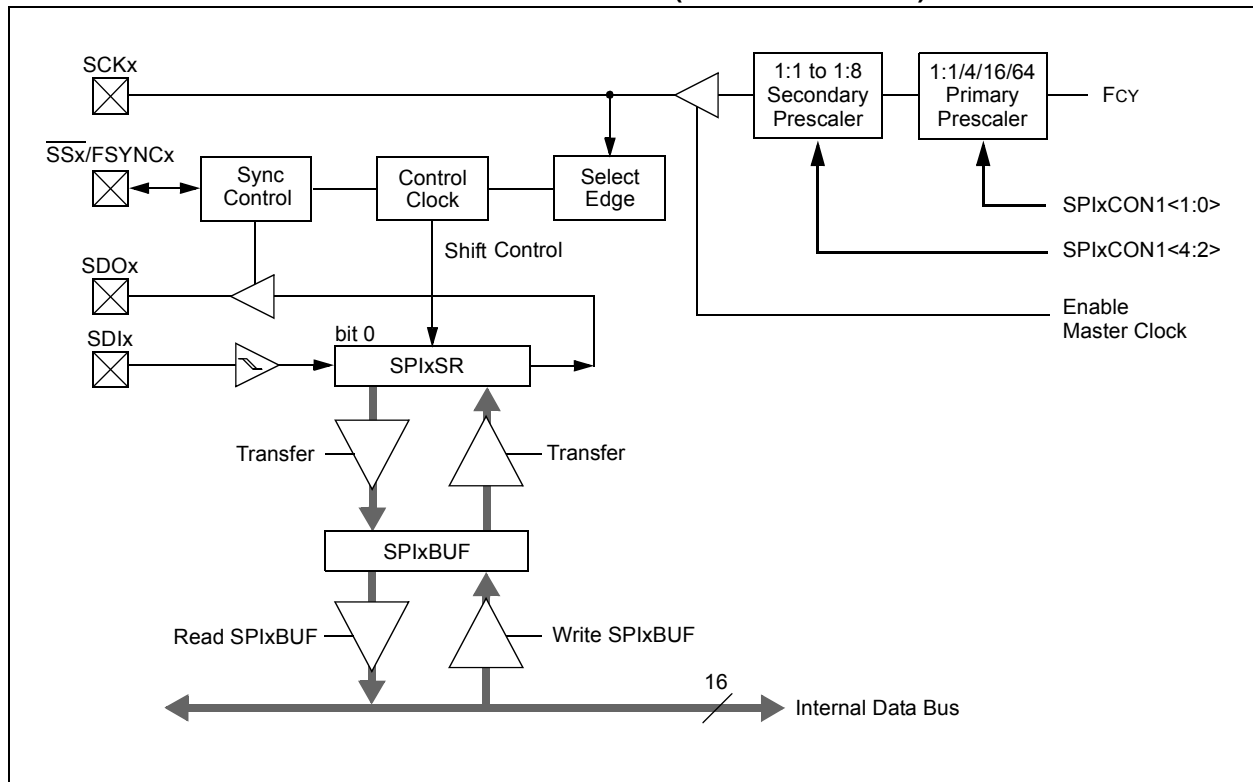 SCKx
1:1 to 1:8
Secondary
Prescaler
1:1/4/16/64
Primary
Prescaler
FCY
SSx/FSYNCx
Sync
Control
Control
Clock
Select
Edge
SPIxCON1<1:0>
Shift Control
SPIxCON1<4:2>
SDOx
Enable
Master Clock
SDIx
bit 0
SPIxSR
Transfer
Transfer
SPIxBUF
Read SPIxBUF
Write SPIxBUF
16
Internal Data Bus